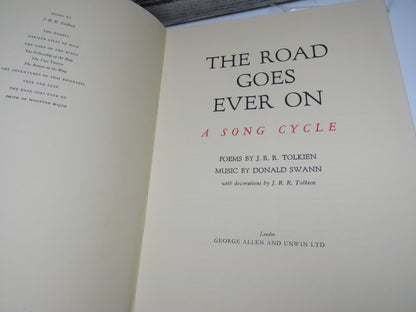 Books by
J. R. R. Tolkien
THE HOBBIT
FARMER GILES OF HAM
THE LORD OF THE RINGS
The Fellowship of the Ring
The Two Towers
The Return of the King
THE ADVENTURES OF TOM BOMBADIL
TREE AND LEAF
THE ROAD GOES EVER ON
SMITH OF WOOTTON MAJOR
THE ROAD
GOES
EVER ON
A SONG CYCLE
POEMS BY J. R. R. TOLKIEN
MUSIC BY DONALD SWANN
with decorations by J. R. R. Tolkien
London
GEORGE ALLEN AND UNWIN LTD